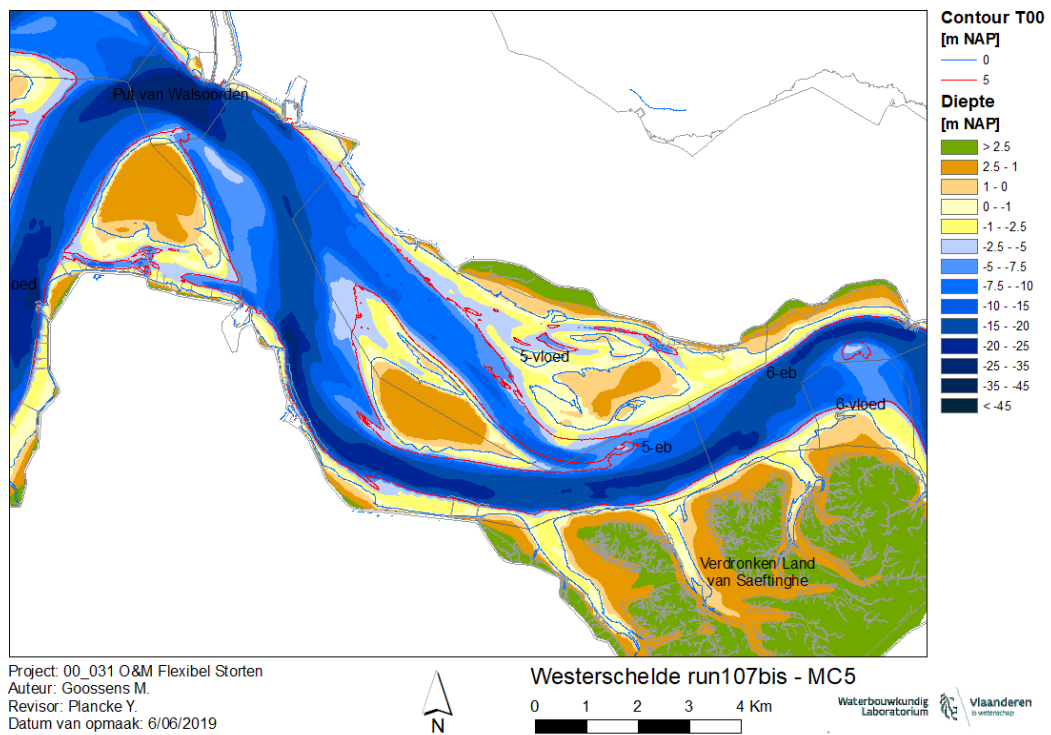 Contour T00
[m NAP]
0
5
Diepte
[m NAP]
> 2.5
2.5 - 1
1 - 0
0 - -1
-1 - -2.5
-2.5 - -5
-5 - -7.5
-7.5 - -10
-10 - -15
-15 - -20
-20 - -25
-25 - -35
-35 - -45
< -45
Put van Walsoorden
oed
5-vloed
6-eb
6-vloed
5-eb
Verdronken Land
van Saeftinghe
Project: 00_031 O&M Flexibel Storten
Auteur: Goossens M.
Revisor: Plancke Y.
Datum van opmaak: 6/06/2019
N
Westerschelde run107bis - MC5
0 1 2 3 4 Km
Waterbouwkundig
Laboratorium
Vlaanderen
is wetenschap